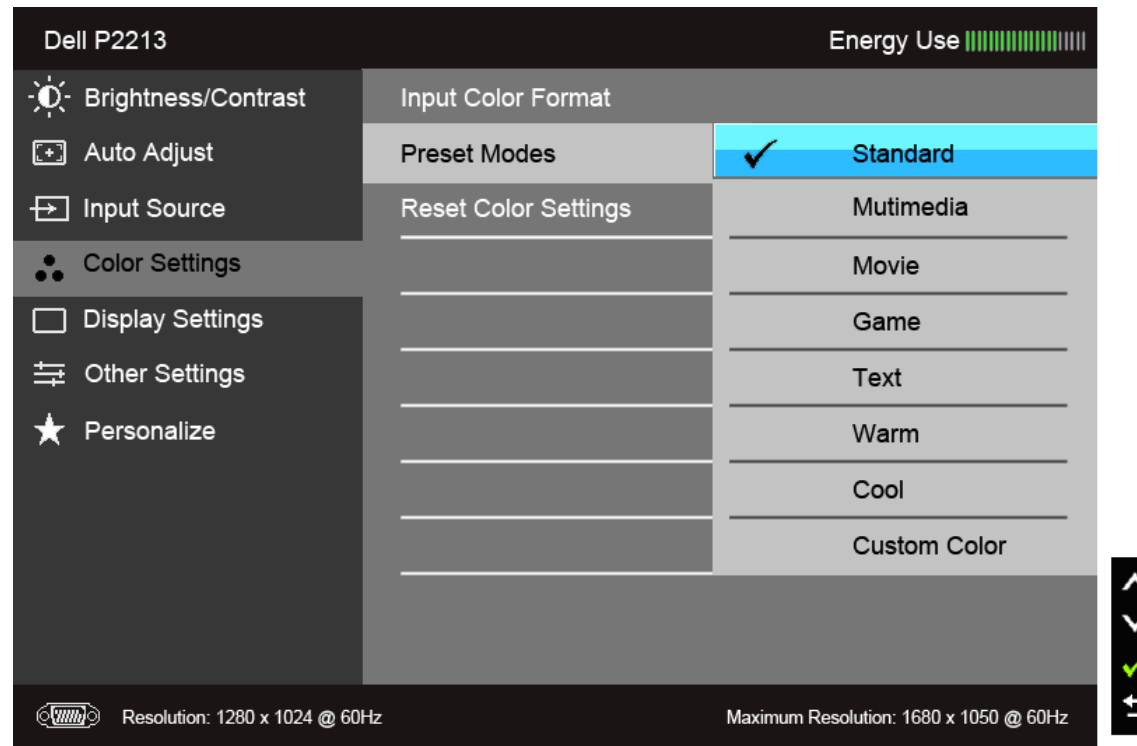 Dell P2213 Energy Use
Brightness/Contrast Input Color Format
Auto Adjust Preset Modes Standard
Input Source Reset Color Settings Mutimedia
Color Settings Movie
Display Settings Game
Other Settings Text
Personalize Warm
Cool
Custom Color
Resolution: 1280 x 1024 @ 60Hz Maximum Resolution: 1680 x 1050 @ 60Hz